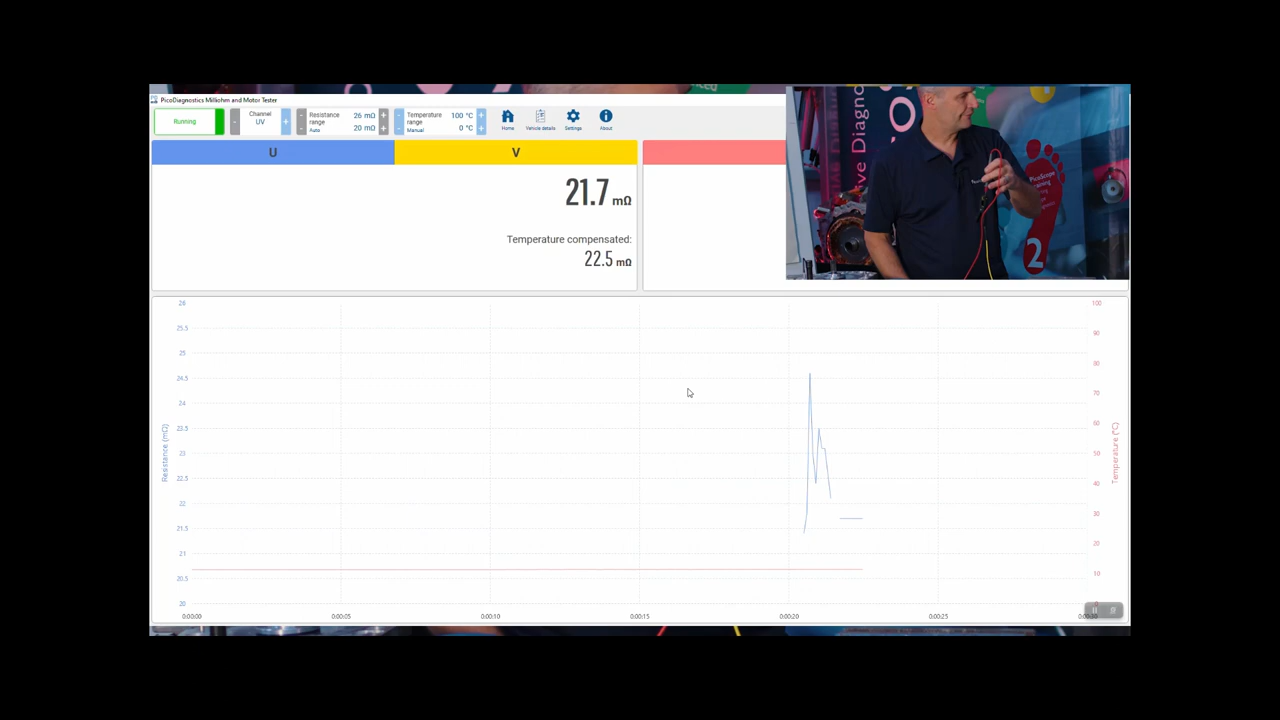 PicoDiagnostics Milliohm and Motor Tester
Running
- Channel UV +
- Resistance range Auto 26 mΩ 20 mΩ +
- Temperature range Manual 100 °C 0 °C +
Home
Vehicle details
Settings
About
U
V
21.7 mΩ
Temperature compensated:
22.5 mΩ
ve Diagno
PicoScope
2
Resistance (mΩ)
26
25.5
25
24.5
24
23.5
23
22.5
22
21.5
21
20.5
20
0:00:00
0:00:05
0:00:10
0:00:15
0:00:20
0:00:25
100
90
80
70
60
50
40
30
20
10
Temperature (°C)